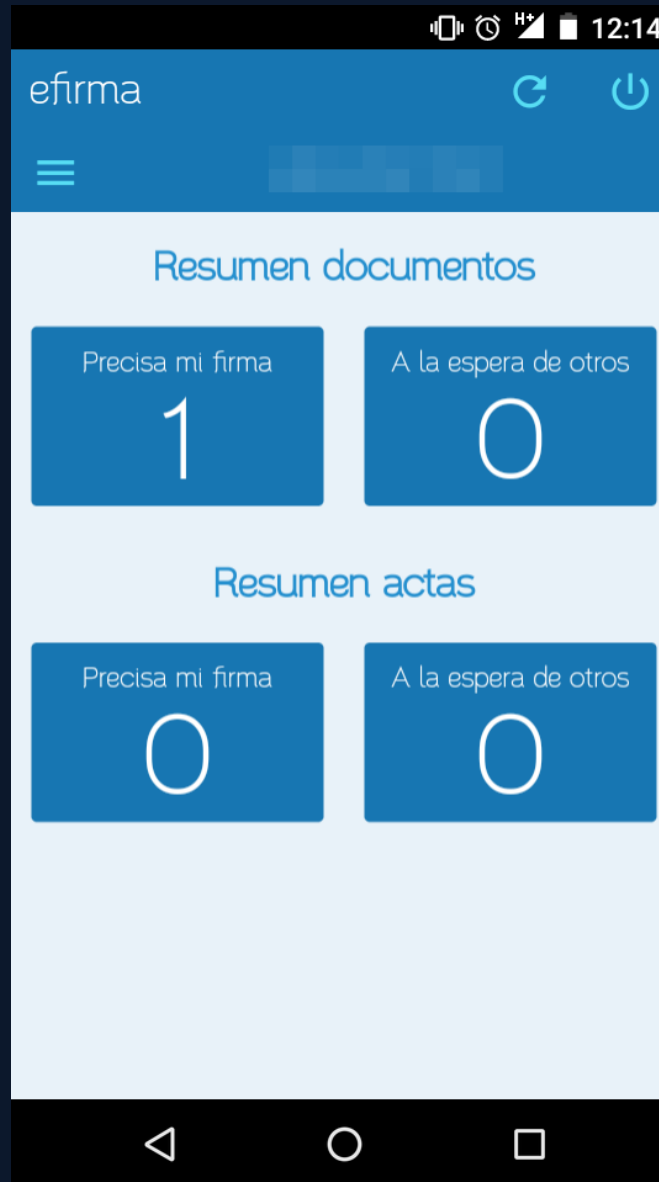 H+ 12:14
efirma
Resumen documentos
Precisa mi firma
1
A la espera de otros
0
Resumen actas
Precisa mi firma
0
A la espera de otros
0